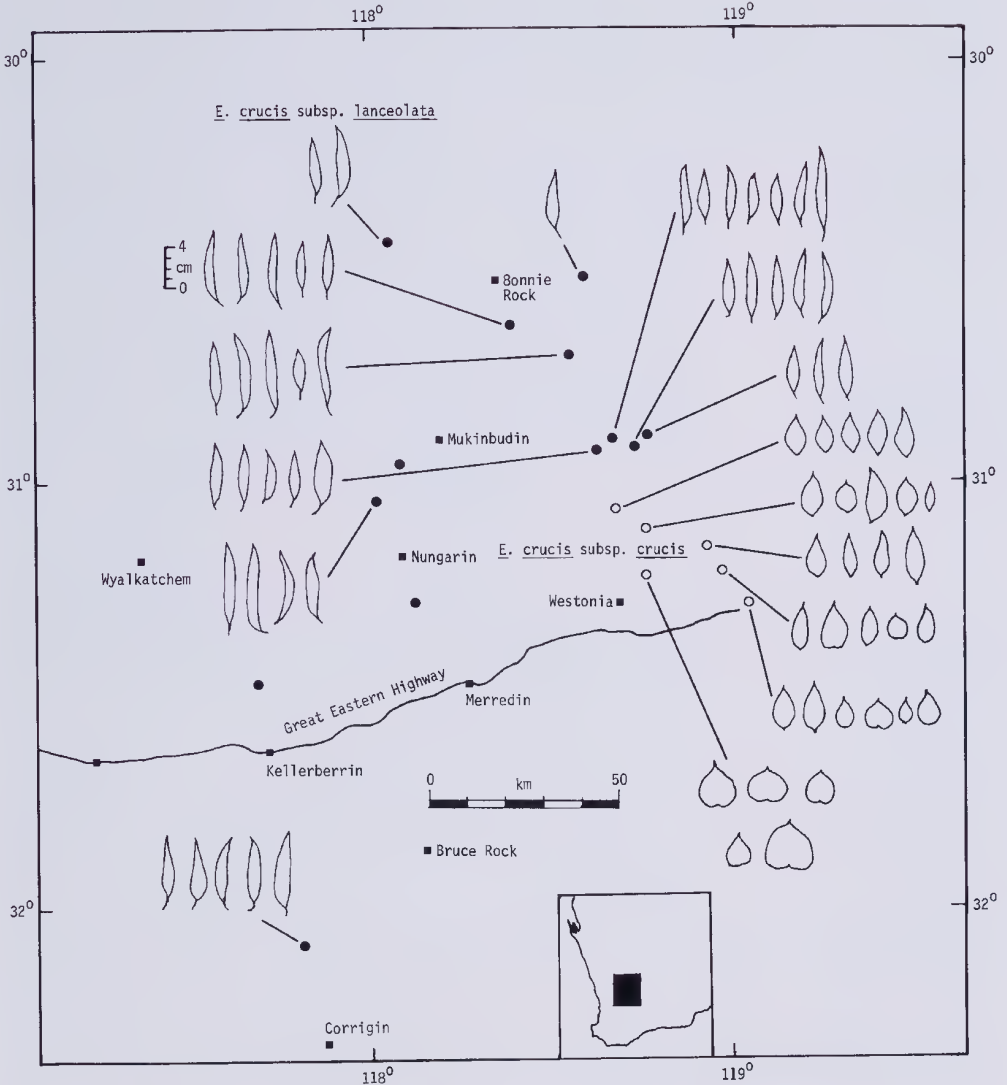 118°
119°
30°
30°
E. crucis subsp. lanceolata
4
cm
0
Bonnie
Rock
Mukinbudin
31°
31°
Nungarin
E. crucis subsp. crucis
Wyalkatchem
Westonia
Great Eastern Highway
Merredin
Kellerberrin
0
km
50
Bruce Rock
32°
32°
Corrigin
118°
119°